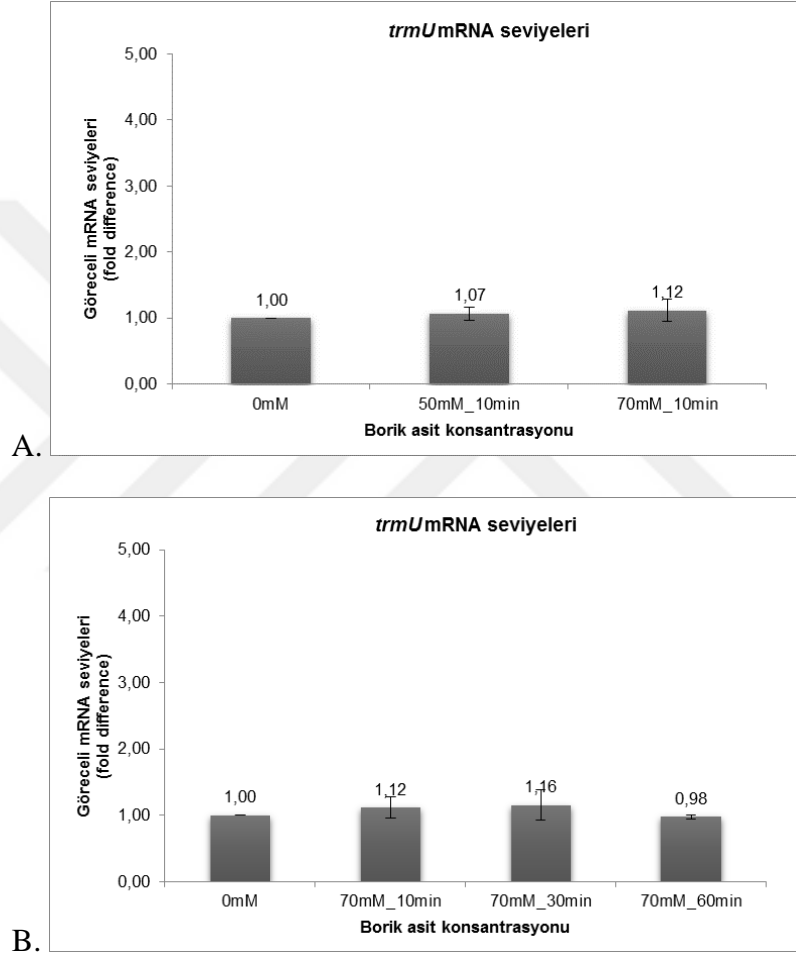 trmU mRNA seviyeleri
Göreceli mRNA seviyeleri
(fold difference)
5,00
4,00
3,00
2,00
1,00
0,00
1,00
1,07
1,12
0mM
50mM_10min
70mM_10min
Borik asit konsantrasyonu
A.
trmU mRNA seviyeleri
Göreceli mRNA seviyeleri
(fold difference)
5,00
4,00
3,00
2,00
1,00
0,00
1,00
1,12
1,16
0,98
0mM
70mM_10min
70mM_30min
70mM_60min
Borik asit konsantrasyonu
B.